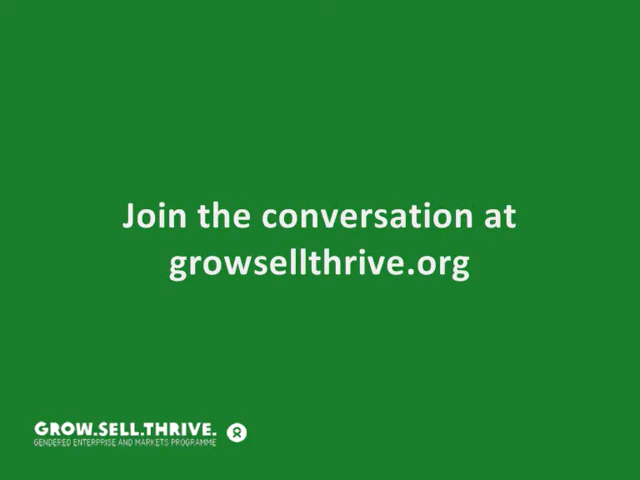 Join the conversation at
growsellthrive.org
GROW.SELL.THRIVE.
GENDERED ENTERPRISE AND MARKETS PROGRAMME